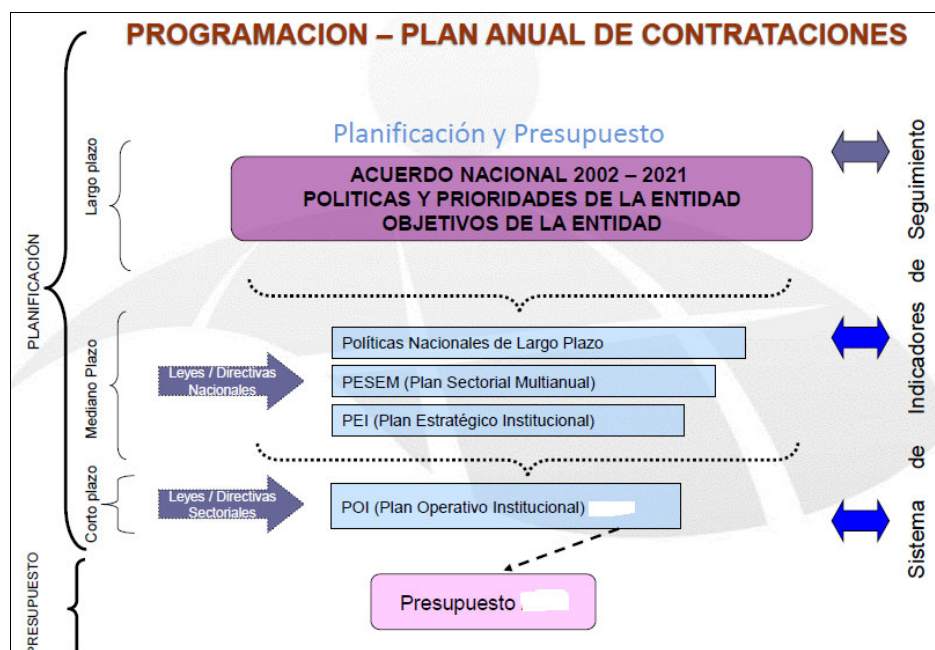 PROGRAMACION – PLAN ANUAL DE CONTRATACIONES
Planificación y Presupuesto
ACUERDO NACIONAL 2002 – 2021
POLITICAS Y PRIORIDADES DE LA ENTIDAD
OBJETIVOS DE LA ENTIDAD
PLANIFICACIÓN
Largo plazo
Mediano Plazo
Leyes / Directivas
Nacionales
Políticas Nacionales de Largo Plazo
PESEM (Plan Sectorial Multianual)
PEI (Plan Estratégico Institucional)
Corto plazo
Leyes / Directivas
Sectoriales
POI (Plan Operativo Institucional)
PRESUPUESTO
Presupuesto
Sistema de Indicadores de Seguimiento